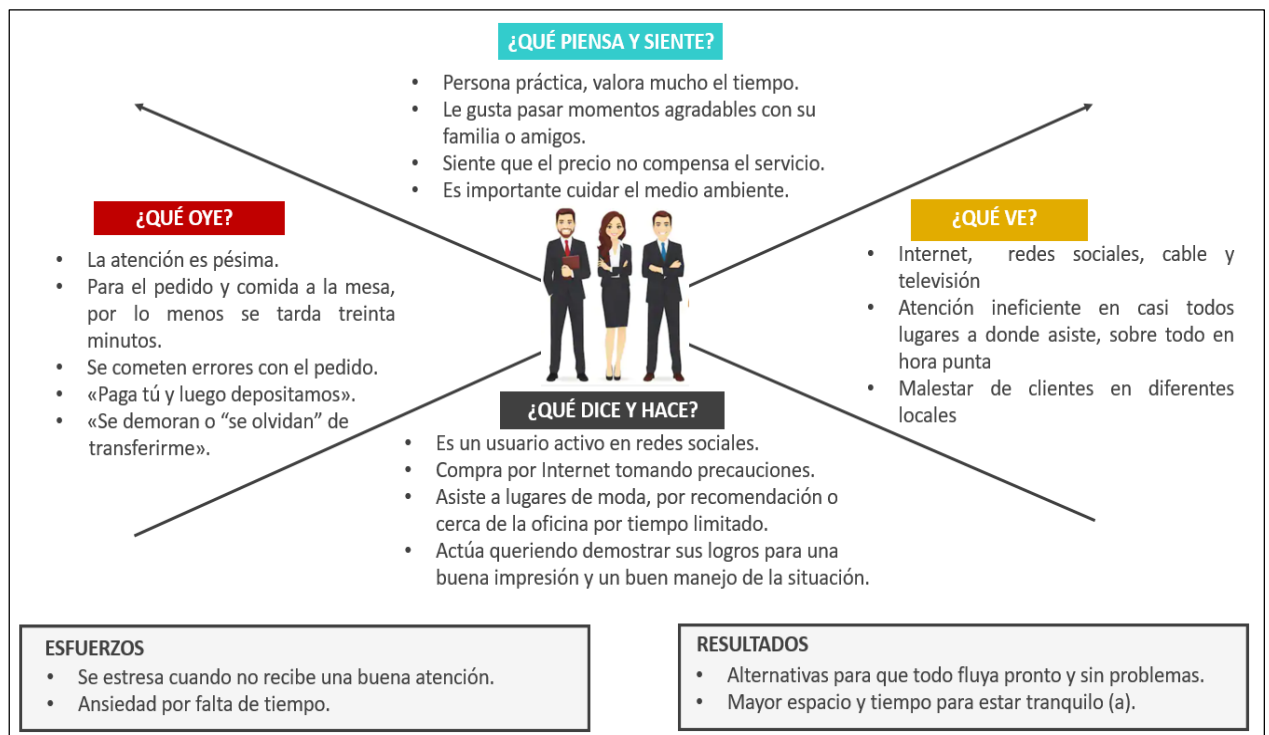 ¿QUÉ PIENSA Y SIENTE?
• Persona práctica, valora mucho el tiempo.
• Le gusta pasar momentos agradables con su
familia o amigos.
• Siente que el precio no compensa el servicio.
• Es importante cuidar el medio ambiente.
¿QUÉ OYE?
• La atención es pésima.
• Para el pedido y comida a la mesa,
por lo menos se tarda treinta
minutos.
• Se cometen errores con el pedido.
• «Paga tú y luego depositamos».
• «Se demoran o “se olvidan” de
transferirme».
¿QUÉ VE?
• Internet, redes sociales, cable y
televisión
• Atención ineficiente en casi todos
lugares a donde asiste, sobre todo en
hora punta
• Malestar de clientes en diferentes
locales
¿QUÉ DICE Y HACE?
• Es un usuario activo en redes sociales.
• Compra por Internet tomando precauciones.
• Asiste a lugares de moda, por recomendación o
cerca de la oficina por tiempo limitado.
• Actúa queriendo demostrar sus logros para una
buena impresión y un buen manejo de la situación.
ESFUERZOS
• Se estresa cuando no recibe una buena atención.
• Ansiedad por falta de tiempo.
RESULTADOS
• Alternativas para que todo fluya pronto y sin problemas.
• Mayor espacio y tiempo para estar tranquilo (a).